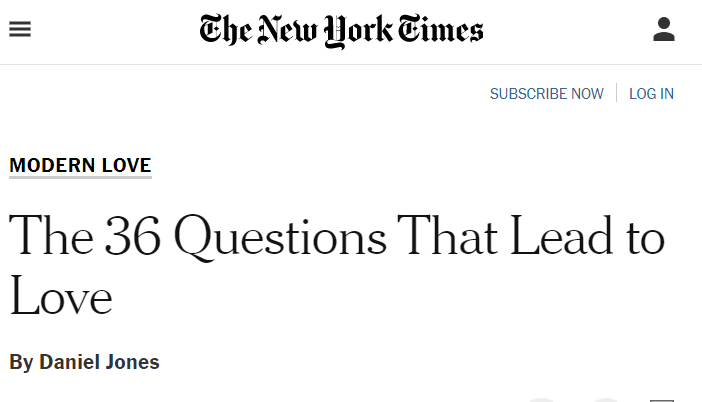 The New York Times
SUBSCRIBE NOW LOG IN
MODERN LOVE
The 36 Questions That Lead to
Love
By Daniel Jones